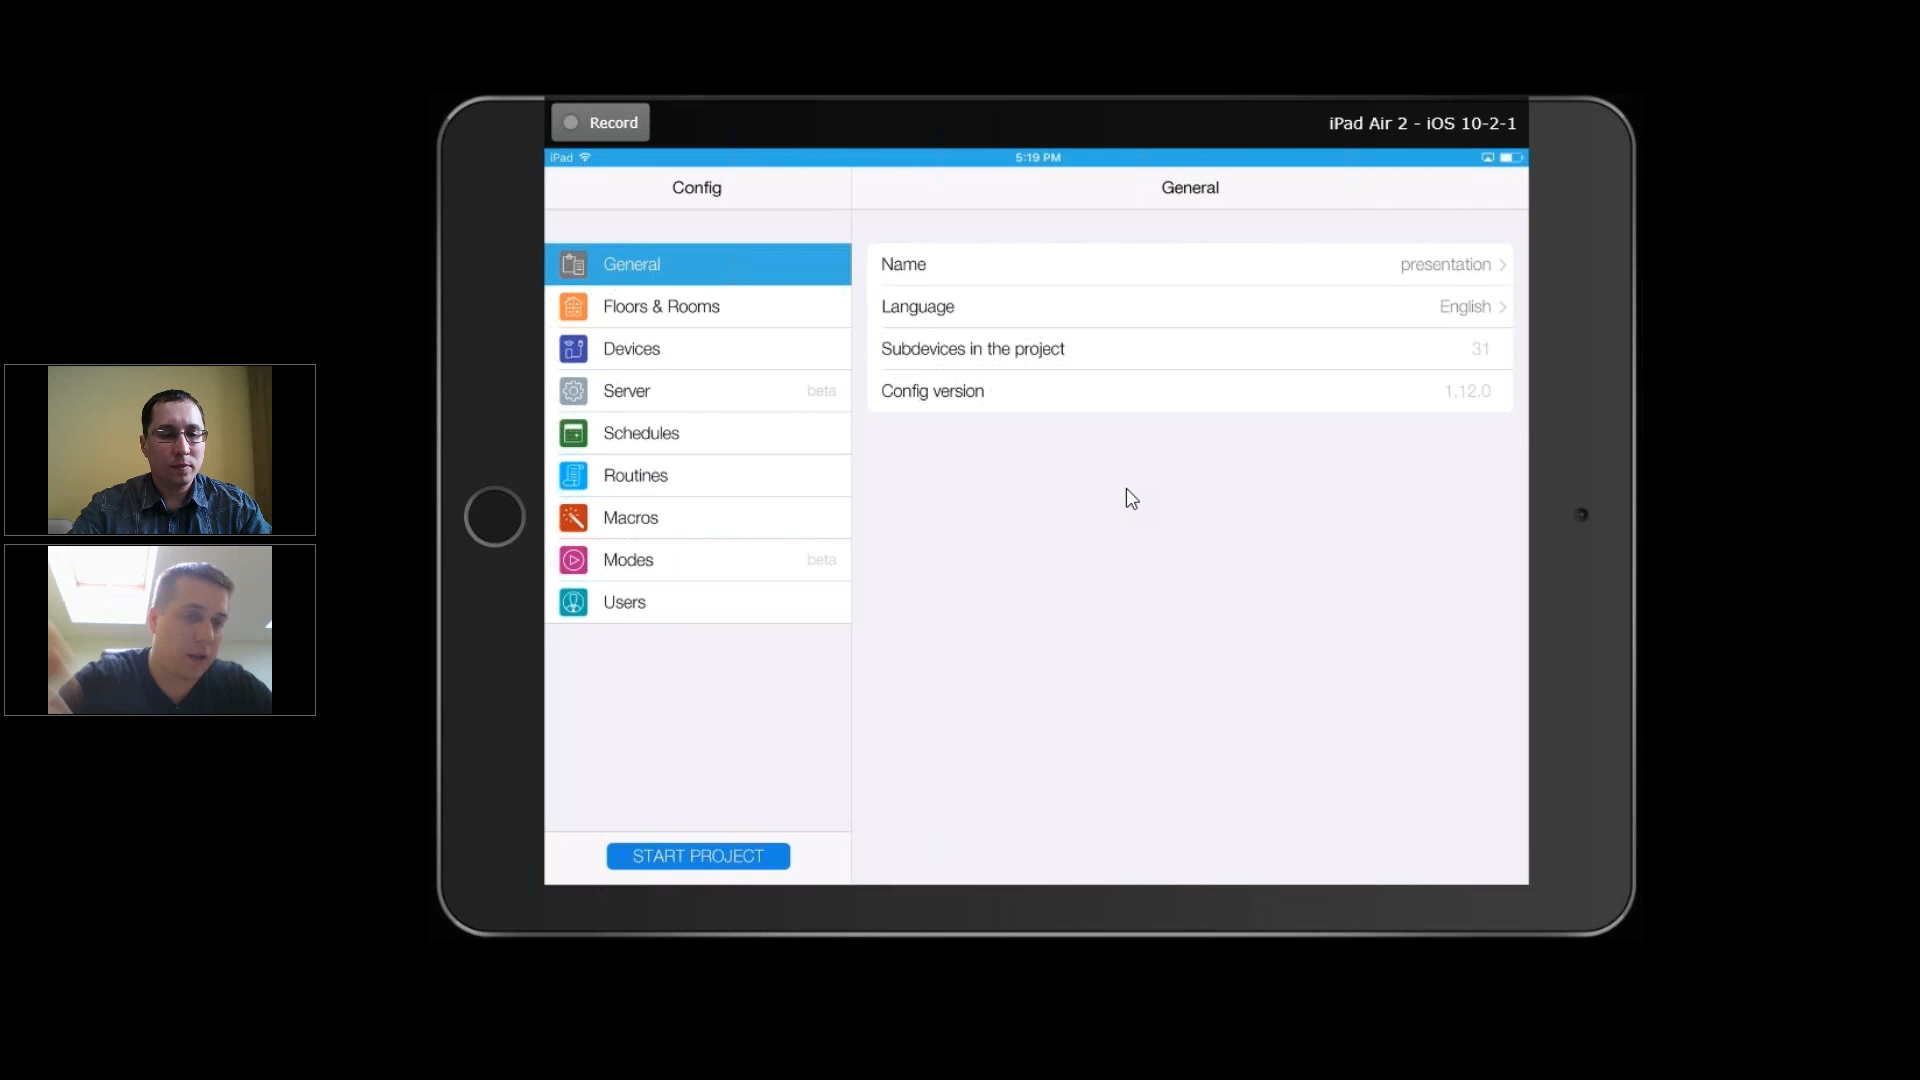 Record
iPad Air 2 - iOS 10-2-1
iPad
5:19 PM
Config
General
General
Floors & Rooms
Devices
Server beta
Schedules
Routines
Macros
Modes beta
Users
START PROJECT
Name presentation
Language English
Subdevices in the project 31
Config version 1.12.0